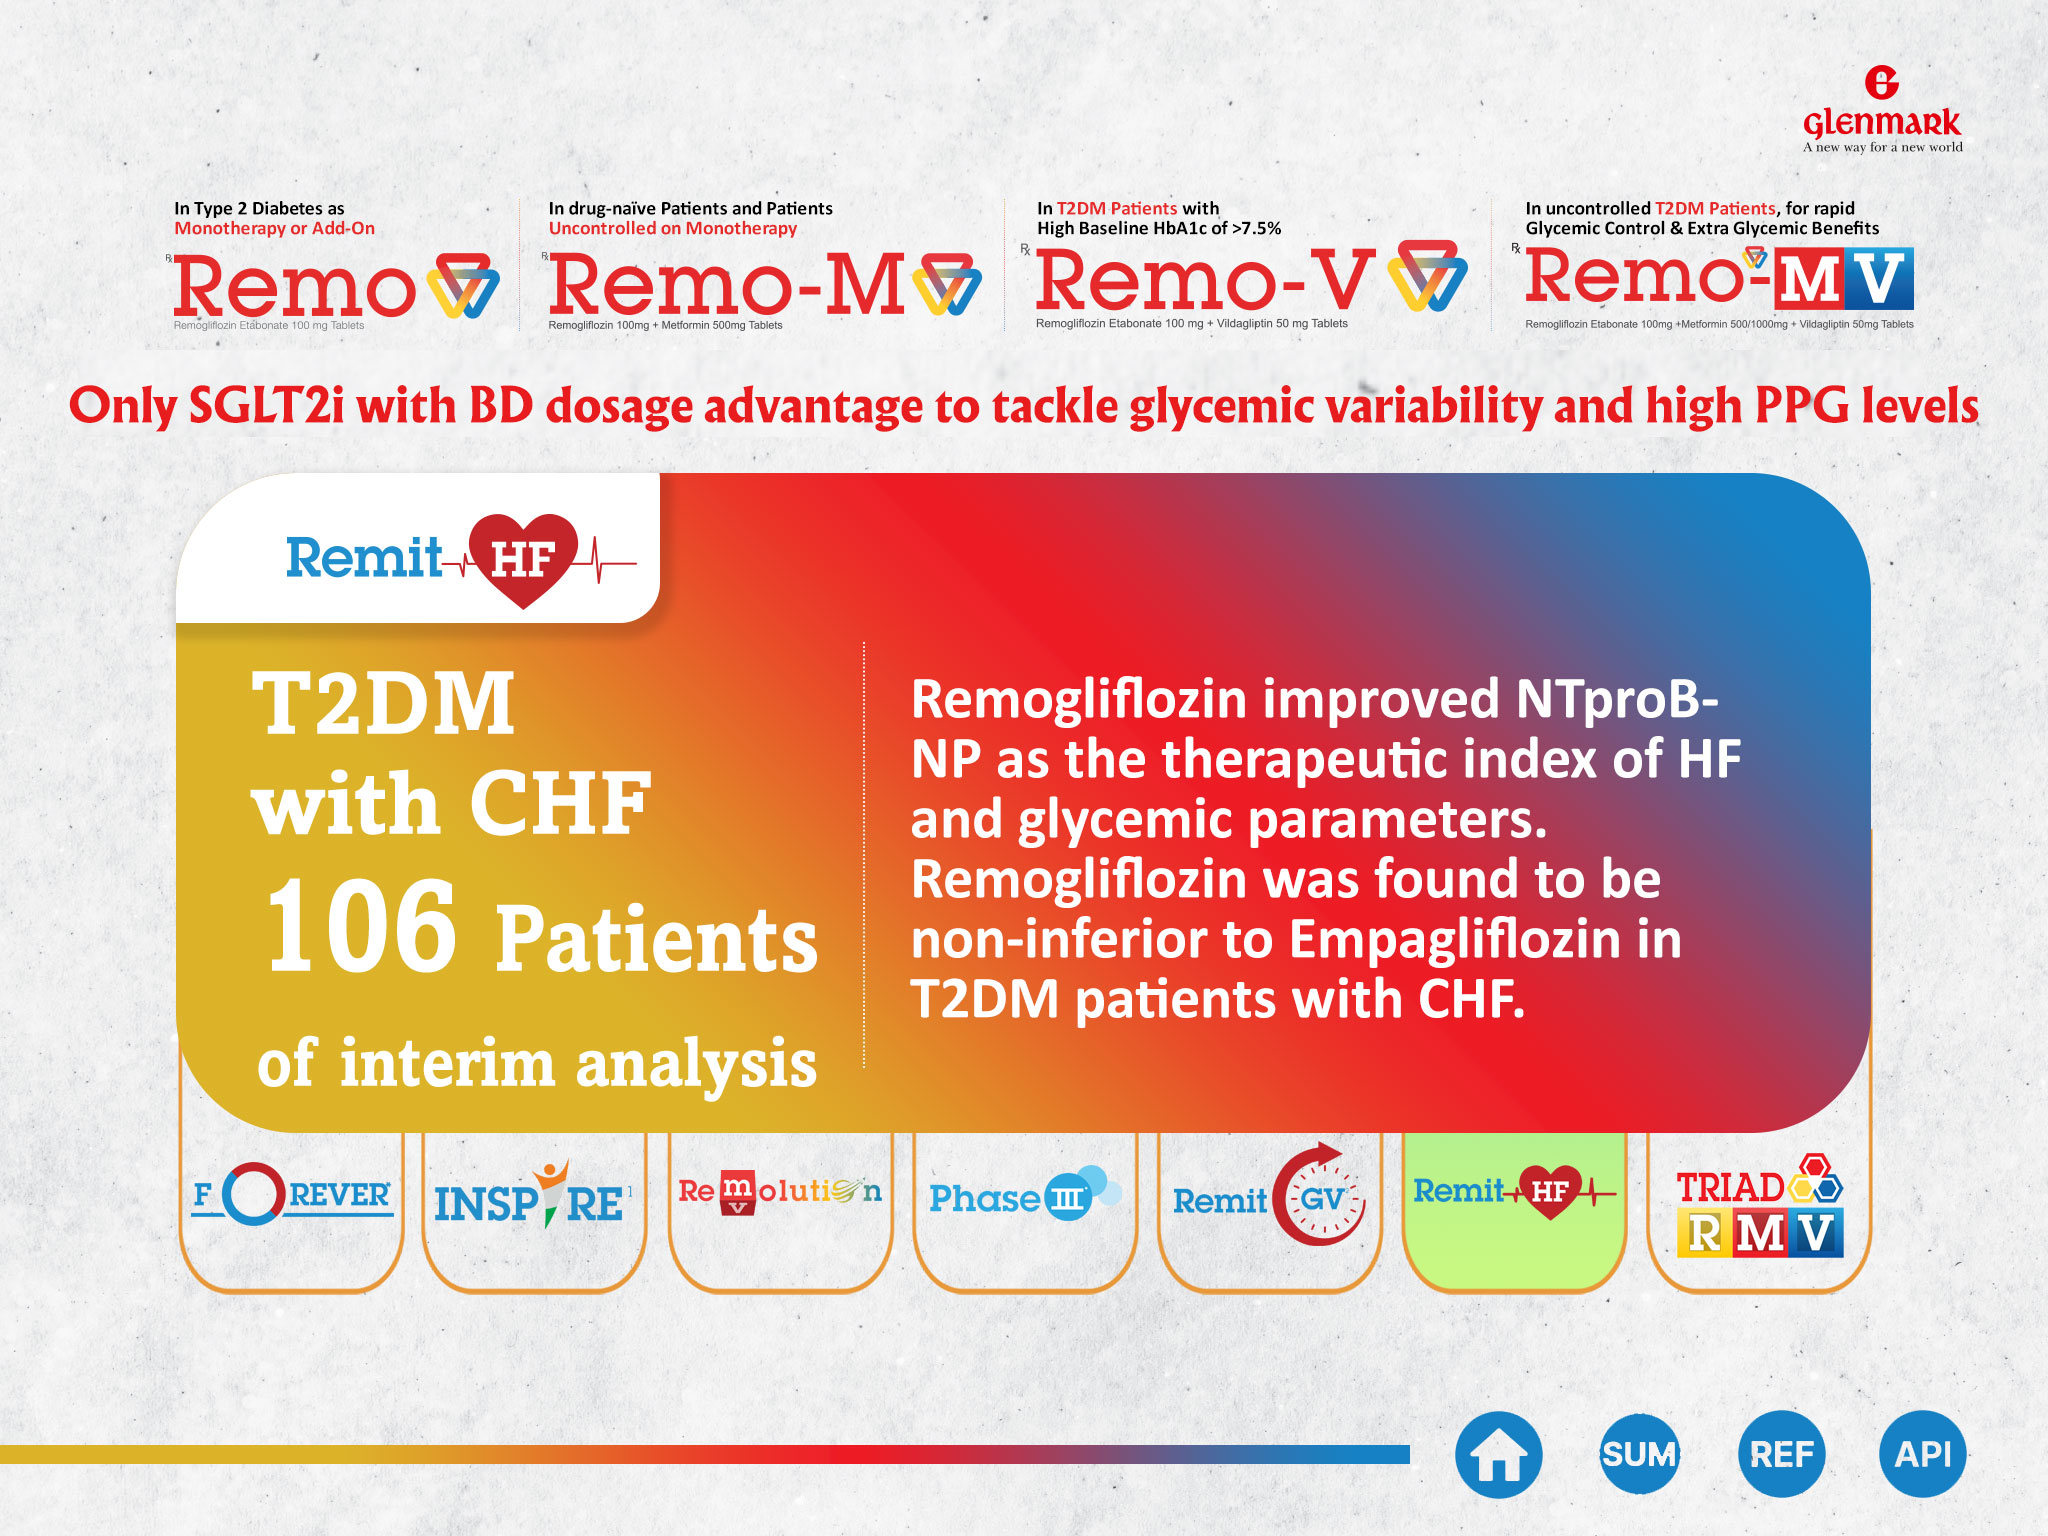 Glenmark
A new way for a new world
In Type 2 Diabetes as
Monotherapy or Add-On
Rx Remo
Remogliflozin Etabonate 100 mg Tablets
In drug-naïve Patients and Patients
Uncontrolled on Monotherapy
Rx Remo-M
Remogliflozin 100mg + Metformin 500mg Tablets
In T2DM Patients with
High Baseline HbA1c of >7.5%
Rx Remo-V
Remogliflozin Etabonate 100 mg + Vildagliptin 50 mg Tablets
In uncontrolled T2DM Patients, for rapid
Glycemic Control & Extra Glycemic Benefits
Rx Remo-MV
Remogliflozin Etabonate 100mg +Metformin 500/1000mg + Vildagliptin 50mg Tablets
Only SGLT2i with BD dosage advantage to tackle glycemic variability and high PPG levels
Remit HF
T2DM
with CHF
106 Patients
of interim analysis
Remogliflozin improved NTproB-
NP as the therapeutic index of HF
and glycemic parameters.
Remogliflozin was found to be
non-inferior to Empagliflozin in
T2DM patients with CHF.
FOREVER
INSPIRE
Remvolution
Phase III
Remit GV
Remit HF
TRIAD
RMV
SUM
REF
API